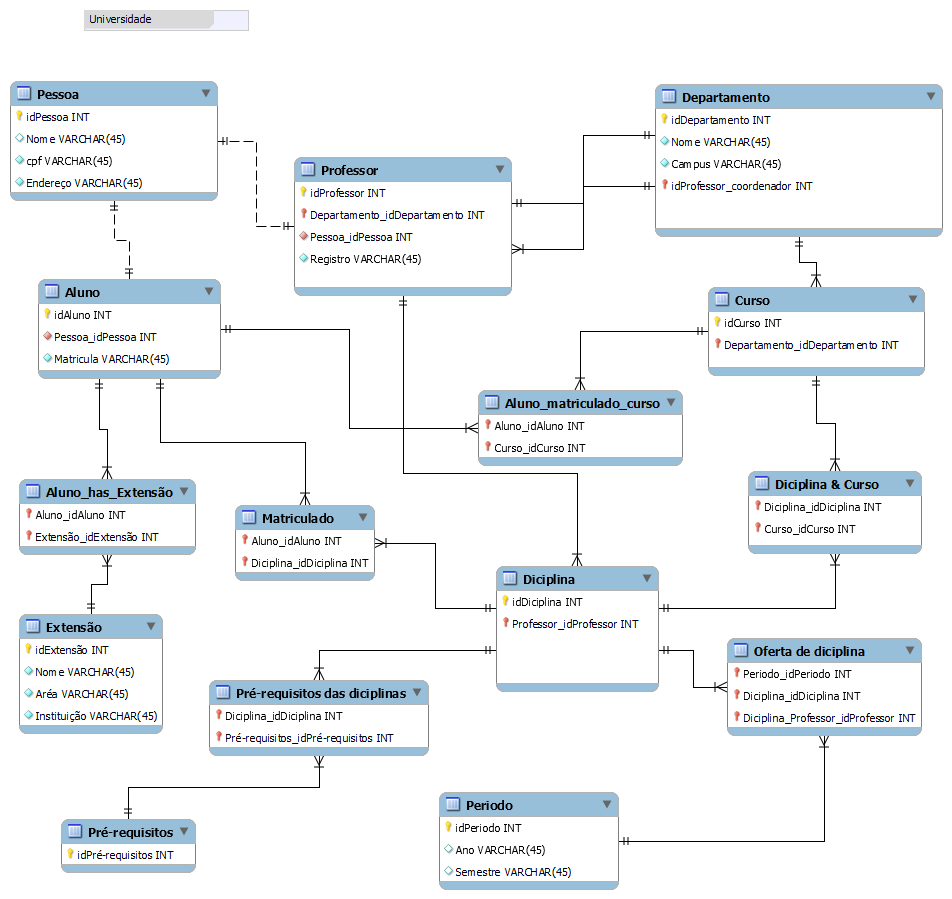 Universidade
Pessoa
idPessoa INT
Nome VARCHAR(45)
cpf VARCHAR(45)
Endereço VARCHAR(45)
Professor
idProfessor INT
Departamento_idDepartamento INT
Pessoa_idPessoa INT
Registro VARCHAR(45)
Departamento
idDepartamento INT
Nome VARCHAR(45)
Campus VARCHAR(45)
idProfessor_coordenador INT
Aluno
idAluno INT
Pessoa_idPessoa INT
Matricula VARCHAR(45)
Curso
idCurso INT
Departamento_idDepartamento INT
Aluno_matriculado_curso
Aluno_idAluno INT
Curso_idCurso INT
Aluno_has_Extensão
Aluno_idAluno INT
Extensão_idExtensão INT
Matriculado
Aluno_idAluno INT
Diciplina_idDiciplina INT
Diciplina & Curso
Diciplina_idDiciplina INT
Curso_idCurso INT
Diciplina
idDiciplina INT
Professor_idProfessor INT
Extensão
idExtensão INT
Nome VARCHAR(45)
Aréa VARCHAR(45)
Instituição VARCHAR(45)
Pré-requisitos das diciplinas
Diciplina_idDiciplina INT
Pré-requisitos_idPré-requisitos INT
Oferta de diciplina
Periodo_idPeriodo INT
Diciplina_idDiciplina INT
Diciplina_Professor_idProfessor INT
Pré-requisitos
idPré-requisitos INT
Periodo
idPeriodo INT
Ano VARCHAR(45)
Semestre VARCHAR(45)